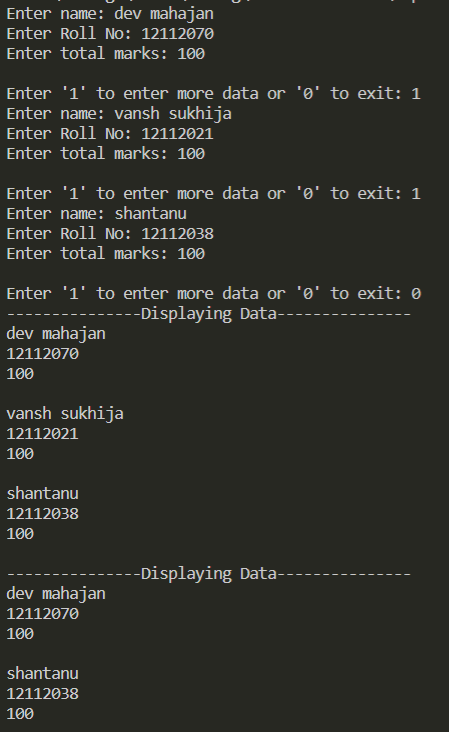 Enter name: dev mahajan
Enter Roll No: 12112070
Enter total marks: 100
Enter '1' to enter more data or '0' to exit: 1
Enter name: vansh sukhija
Enter Roll No: 12112021
Enter total marks: 100
Enter '1' to enter more data or '0' to exit: 1
Enter name: shantanu
Enter Roll No: 12112038
Enter total marks: 100
Enter '1' to enter more data or '0' to exit: 0
---------------Displaying Data---------------
dev mahajan
12112070
100
vansh sukhija
12112021
100
shantanu
12112038
100
---------------Displaying Data---------------
dev mahajan
12112070
100
shantanu
12112038
100